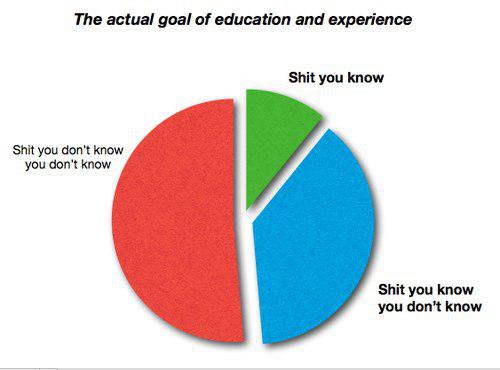 The actual goal of education and experience
Shit you know
Shit you don't know
you don't know
Shit you know
you don't know